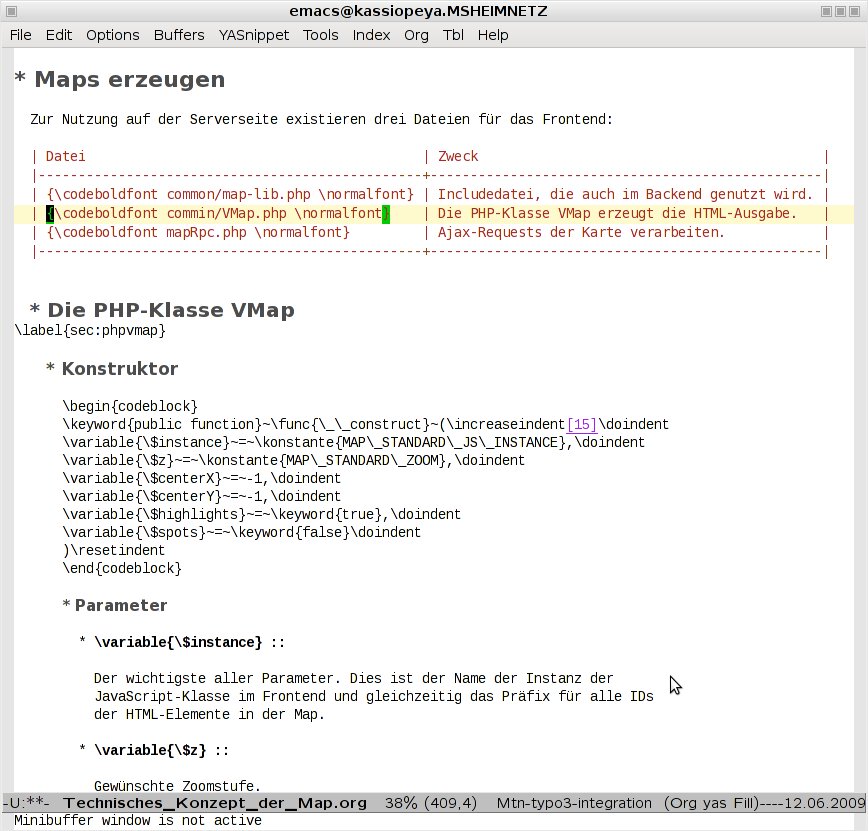 emacs@kassiopeya.MSHEIMNETZ
File Edit Options Buffers YASnippet Tools Index Org Tbl Help
* Maps erzeugen
Zur Nutzung auf der Serverseite existieren drei Dateien für das Frontend:
| Datei | Zweck |
|------------------------------------------------+-------------------------------------------------|
| {\codeboldfont common/map-lib.php \normalfont} | Includedatei, die auch im Backend genutzt wird. |
| {\codeboldfont commin/VMap.php \normalfont} | Die PHP-Klasse VMap erzeugt die HTML-Ausgabe. |
| {\codeboldfont mapRpc.php \normalfont} | Ajax-Requests der Karte verarbeiten. |
|------------------------------------------------+-------------------------------------------------|
* Die PHP-Klasse VMap
\label{sec:phpvmap}
* Konstruktor
\begin{codeblock}
\keyword{public function}~\func{\_\_construct}~(\increaseindent[15]\doindent
\variable{\$instance}~=~\konstante{MAP\_STANDARD\_JS\_INSTANCE},\doindent
\variable{\$z}~=~\konstante{MAP\_STANDARD\_ZOOM},\doindent
\variable{\$centerX}~=~-1,\doindent
\variable{\$centerY}~=~-1,\doindent
\variable{\$highlights}~=~\keyword{true},\doindent
\variable{\$spots}~=~\keyword{false}\doindent
)\resetindent
\end{codeblock}
* Parameter
* \variable{\$instance} ::
Der wichtigste aller Parameter. Dies ist der Name der Instanz der
JavaScript-Klasse im Frontend und gleichzeitig das Präfix für alle IDs
der HTML-Elemente in der Map.
* \variable{\$z} ::
Gewünschte Zoomstufe.
-U:**- Technisches_Konzept_der_Map.org 38% (409,4) Mtn-typo3-integration (Org yas Fill)----12.06.2009
Minibuffer window is not active